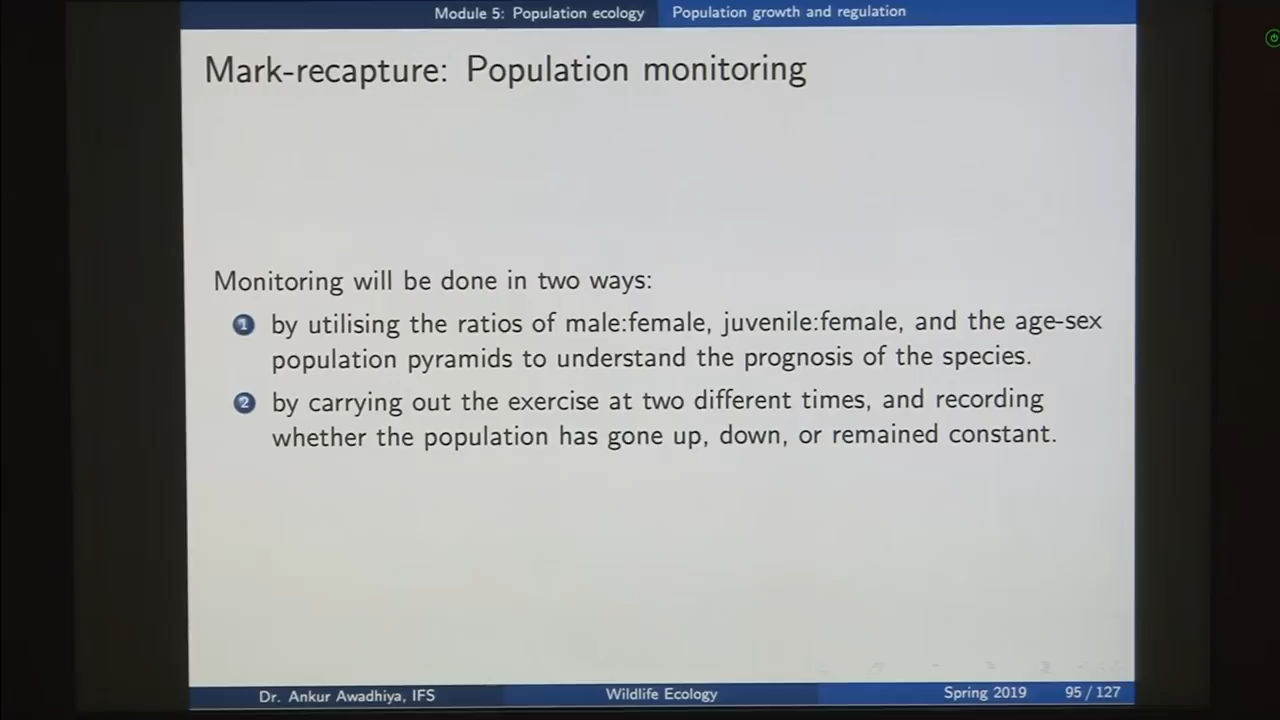 Module 5: Population ecology Population growth and regulation
Mark-recapture: Population monitoring
Monitoring will be done in two ways:
1 by utilising the ratios of male:female, juvenile:female, and the age-sex
population pyramids to understand the prognosis of the species.
2 by carrying out the exercise at two different times, and recording
whether the population has gone up, down, or remained constant.
Dr. Ankur Awadhiya, IFS Wildlife Ecology Spring 2019 95 / 127